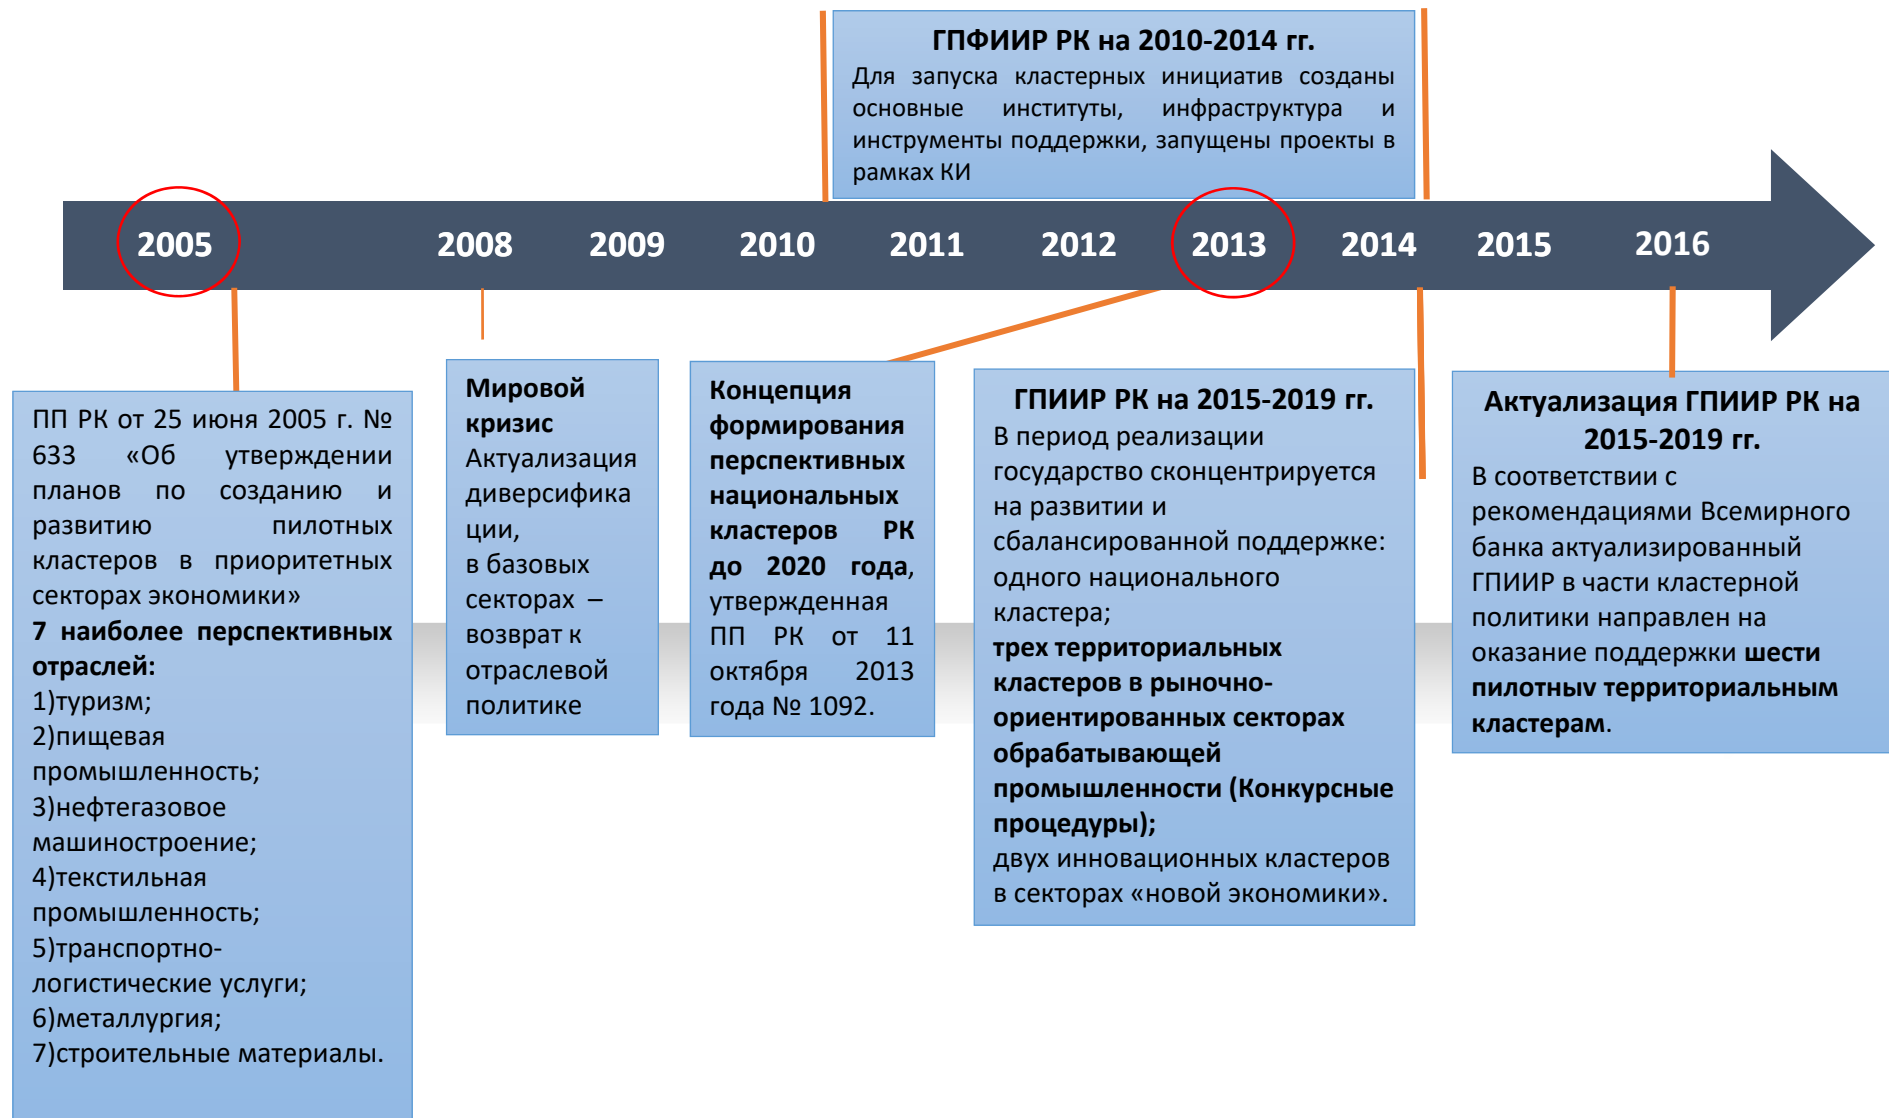 ГПФИИР РК на 2010-2014 гг.
Для запуска кластерных инициатив созданы
основные институты, инфраструктура и
инструменты поддержки, запущены проекты в
рамках КИ
2005 2008 2009 2010 2011 2012 2013 2014 2015 2016
ПП РК от 25 июня 2005 г. №
633 «Об утверждении
планов по созданию и
развитию пилотных
кластеров в приоритетных
секторах экономики»
7 наиболее перспективных
отраслей:
1)туризм;
2)пищевая
промышленность;
3)нефтегазовое
машиностроение;
4)текстильная
промышленность;
5)транспортно-
логистические услуги;
6)металлургия;
7)строительные материалы.
Мировой
кризис
Актуализация
диверсифика
ции,
в базовых
секторах –
возврат к
отраслевой
политике
Концепция
формирования
перспективных
национальных
кластеров РК
до 2020 года,
утвержденная
ПП РК от 11
октября 2013
года № 1092.
ГПИИР РК на 2015-2019 гг.
В период реализации
государство сконцентрируется
на развитии и
сбалансированной поддержке:
одного национального
кластера;
трех территориальных
кластеров в рыночно-
ориентированных секторах
обрабатывающей
промышленности (Конкурсные
процедуры);
двух инновационных кластеров
в секторах «новой экономики».
Актуализация ГПИИР РК на
2015-2019 гг.
В соответствии с
рекомендациями Всемирного
банка актуализированный
ГПИИР в части кластерной
политики направлен на
оказание поддержки шести
пилотныv территориальным
кластерам.